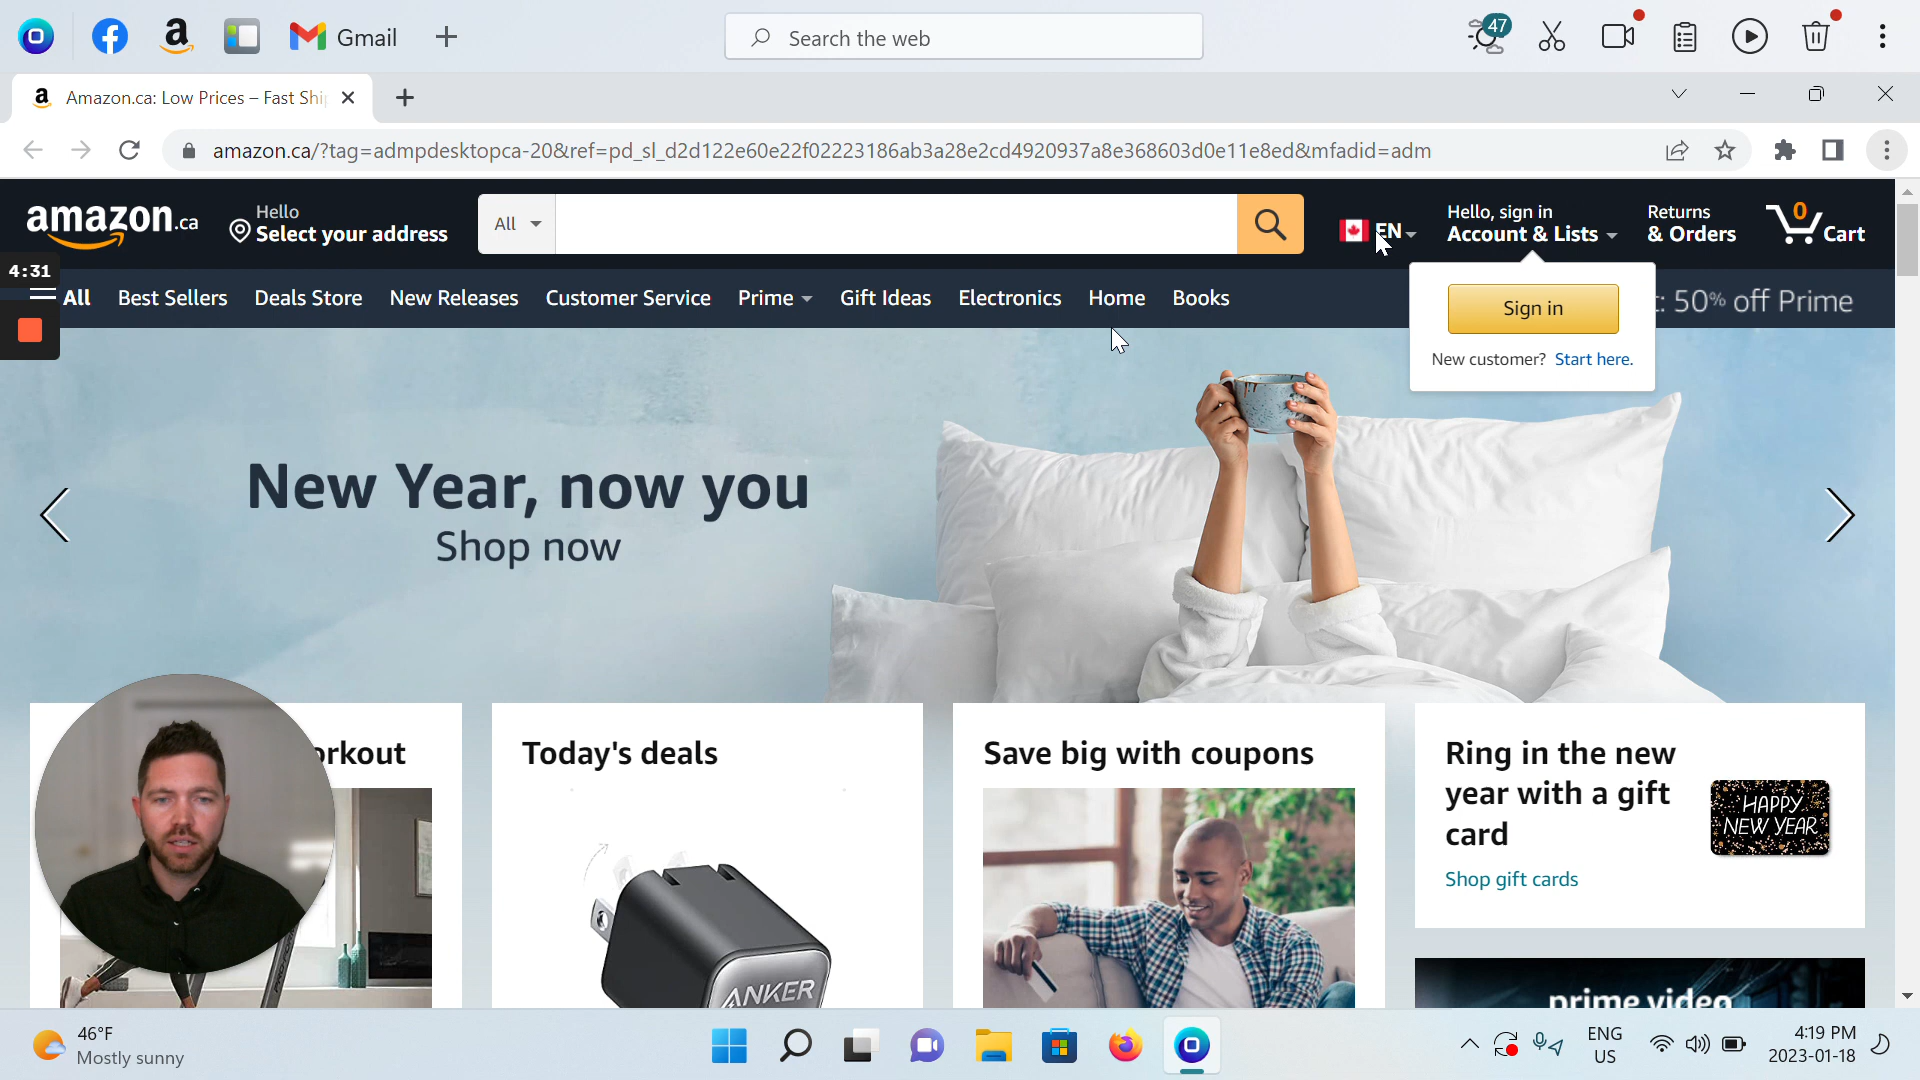 Gmail
Search the web
47
Amazon.ca: Low Prices – Fast Shi
amazon.ca/?tag=admpdesktopca-20&ref=pd_sl_d2d122e60e22f02223186ab3a28e2cd4920937a8e368603d0e11e8ed&mfadid=adm
amazon.ca
Hello
Select your address
All
EN
Hello, sign in
Account & Lists
Returns
& Orders
0
Cart
4:31
All
Best Sellers
Deals Store
New Releases
Customer Service
Prime
Gift Ideas
Electronics
Home
Books
t: 50% off Prime
Sign in
New customer? Start here.
New Year, now you
Shop now
orkout
Today's deals
ANKER
Save big with coupons
Ring in the new
year with a gift
card
Shop gift cards
HAPPY
NEW YEAR
prime video
46°F
Mostly sunny
ENG
US
4:19 PM
2023-01-18